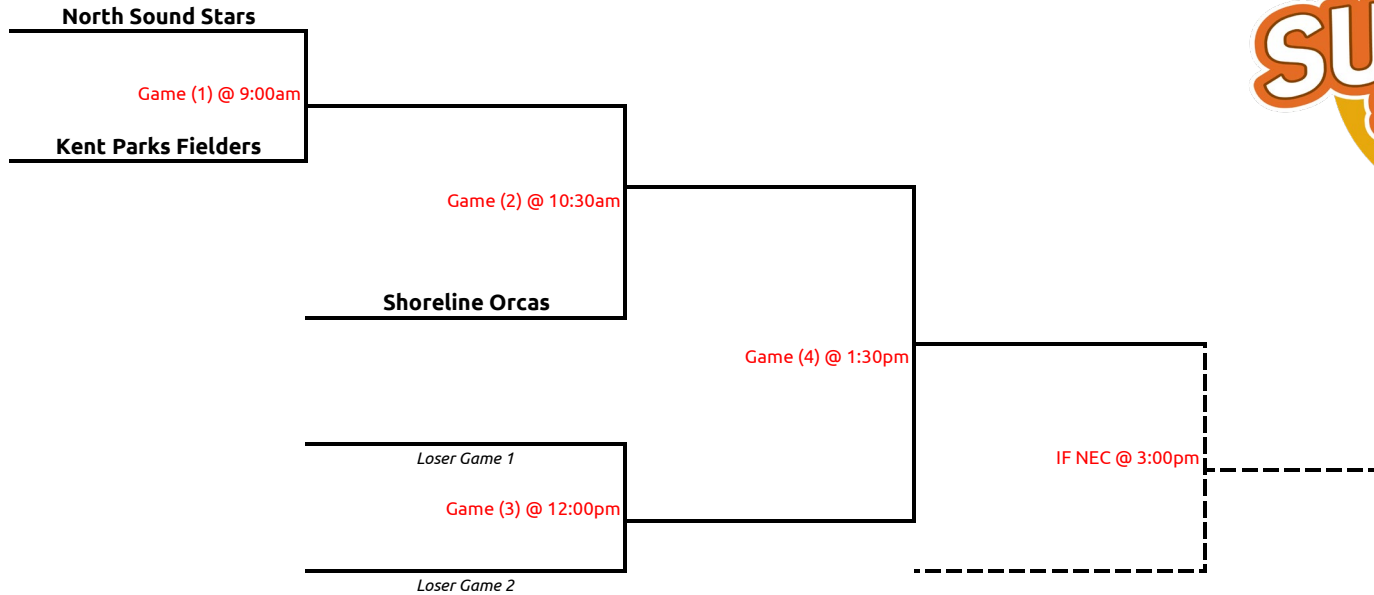 North Sound Stars
Game (1) @ 9:00am
Kent Parks Fielders
Game (2) @ 10:30am
Shoreline Orcas
Game (4) @ 1:30pm
Loser Game 1
IF NEC @ 3:00pm
Game (3) @ 12:00pm
Loser Game 2